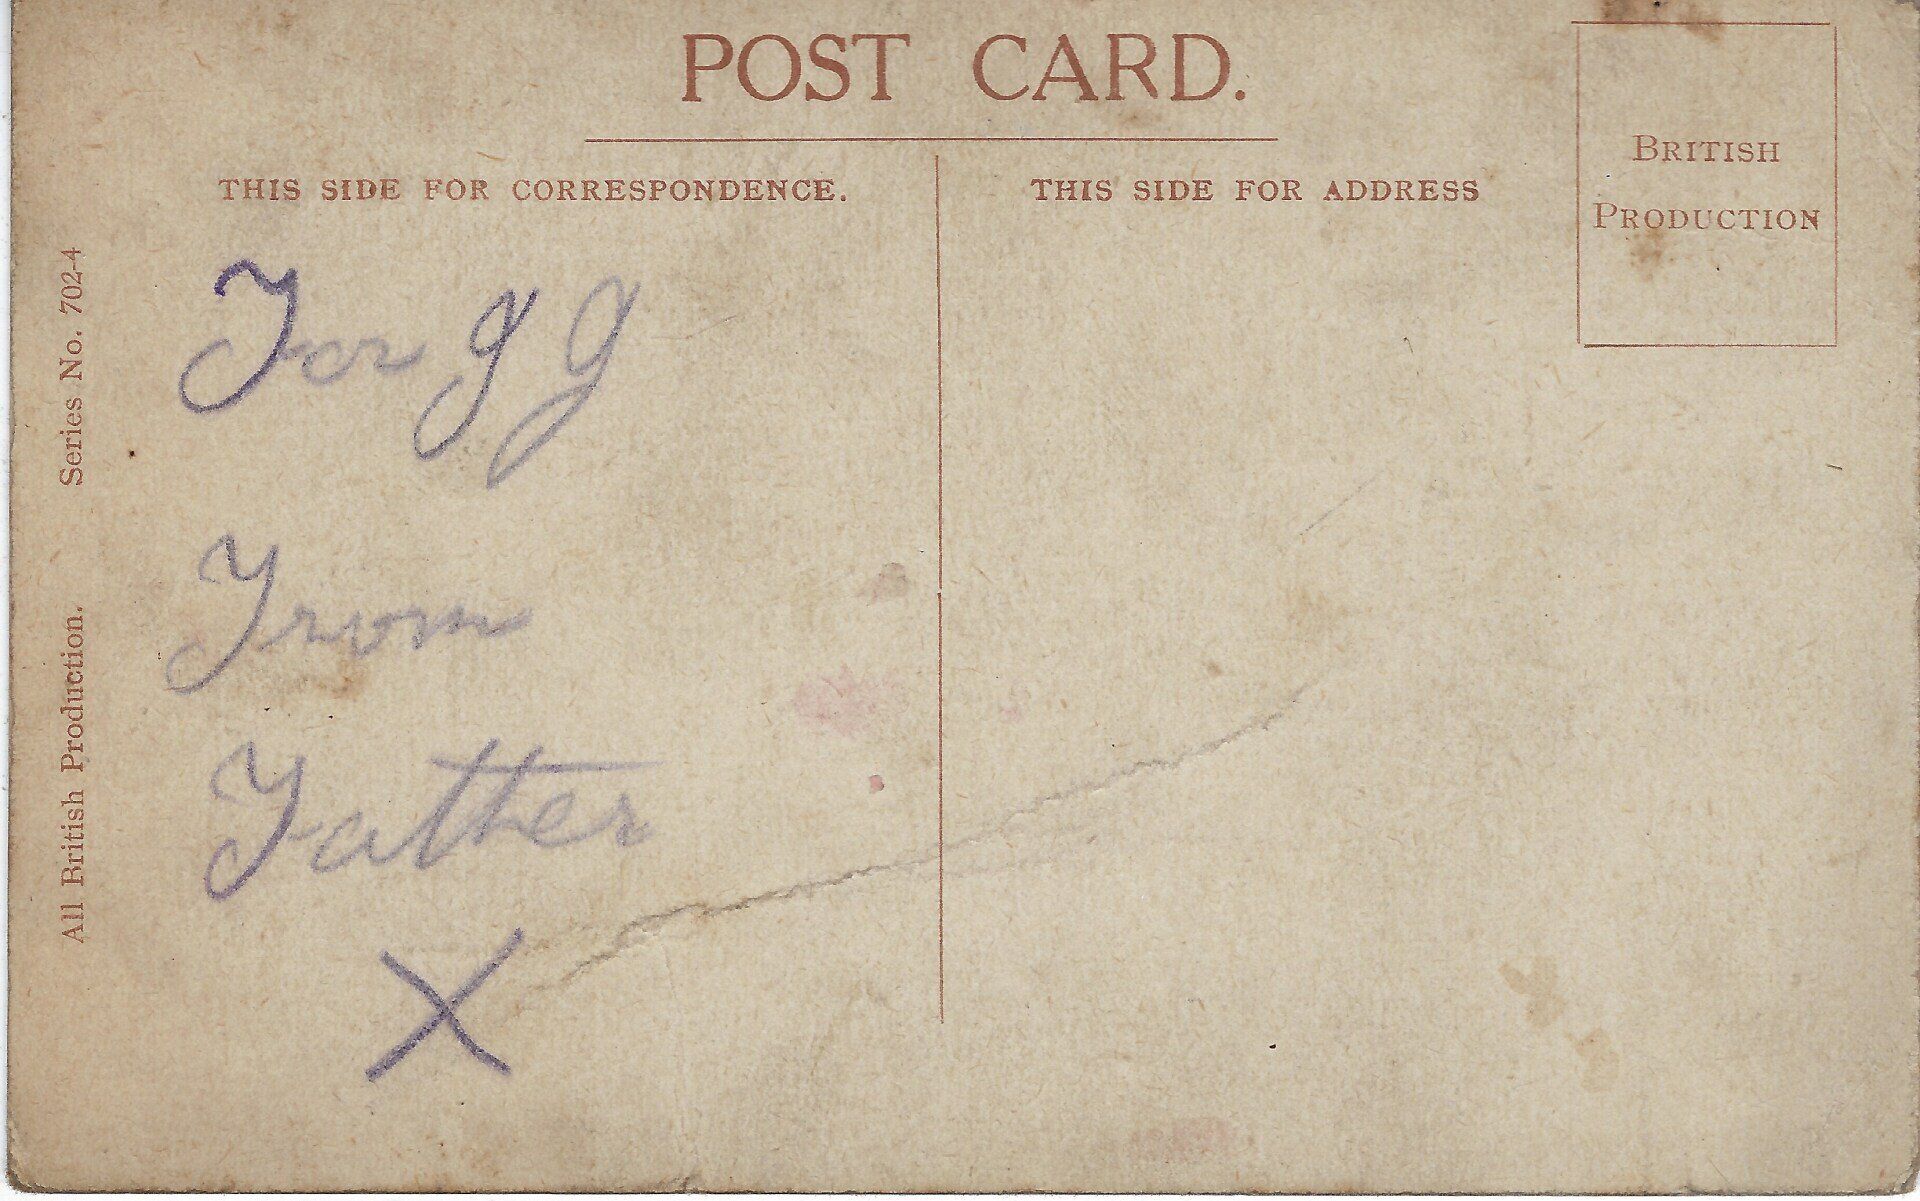 POST CARD.
THIS SIDE FOR CORRESPONDENCE.
THIS SIDE FOR ADDRESS
BRITISH
PRODUCTION
For J J
From
Father
X
All British Production. Series No. 702-4